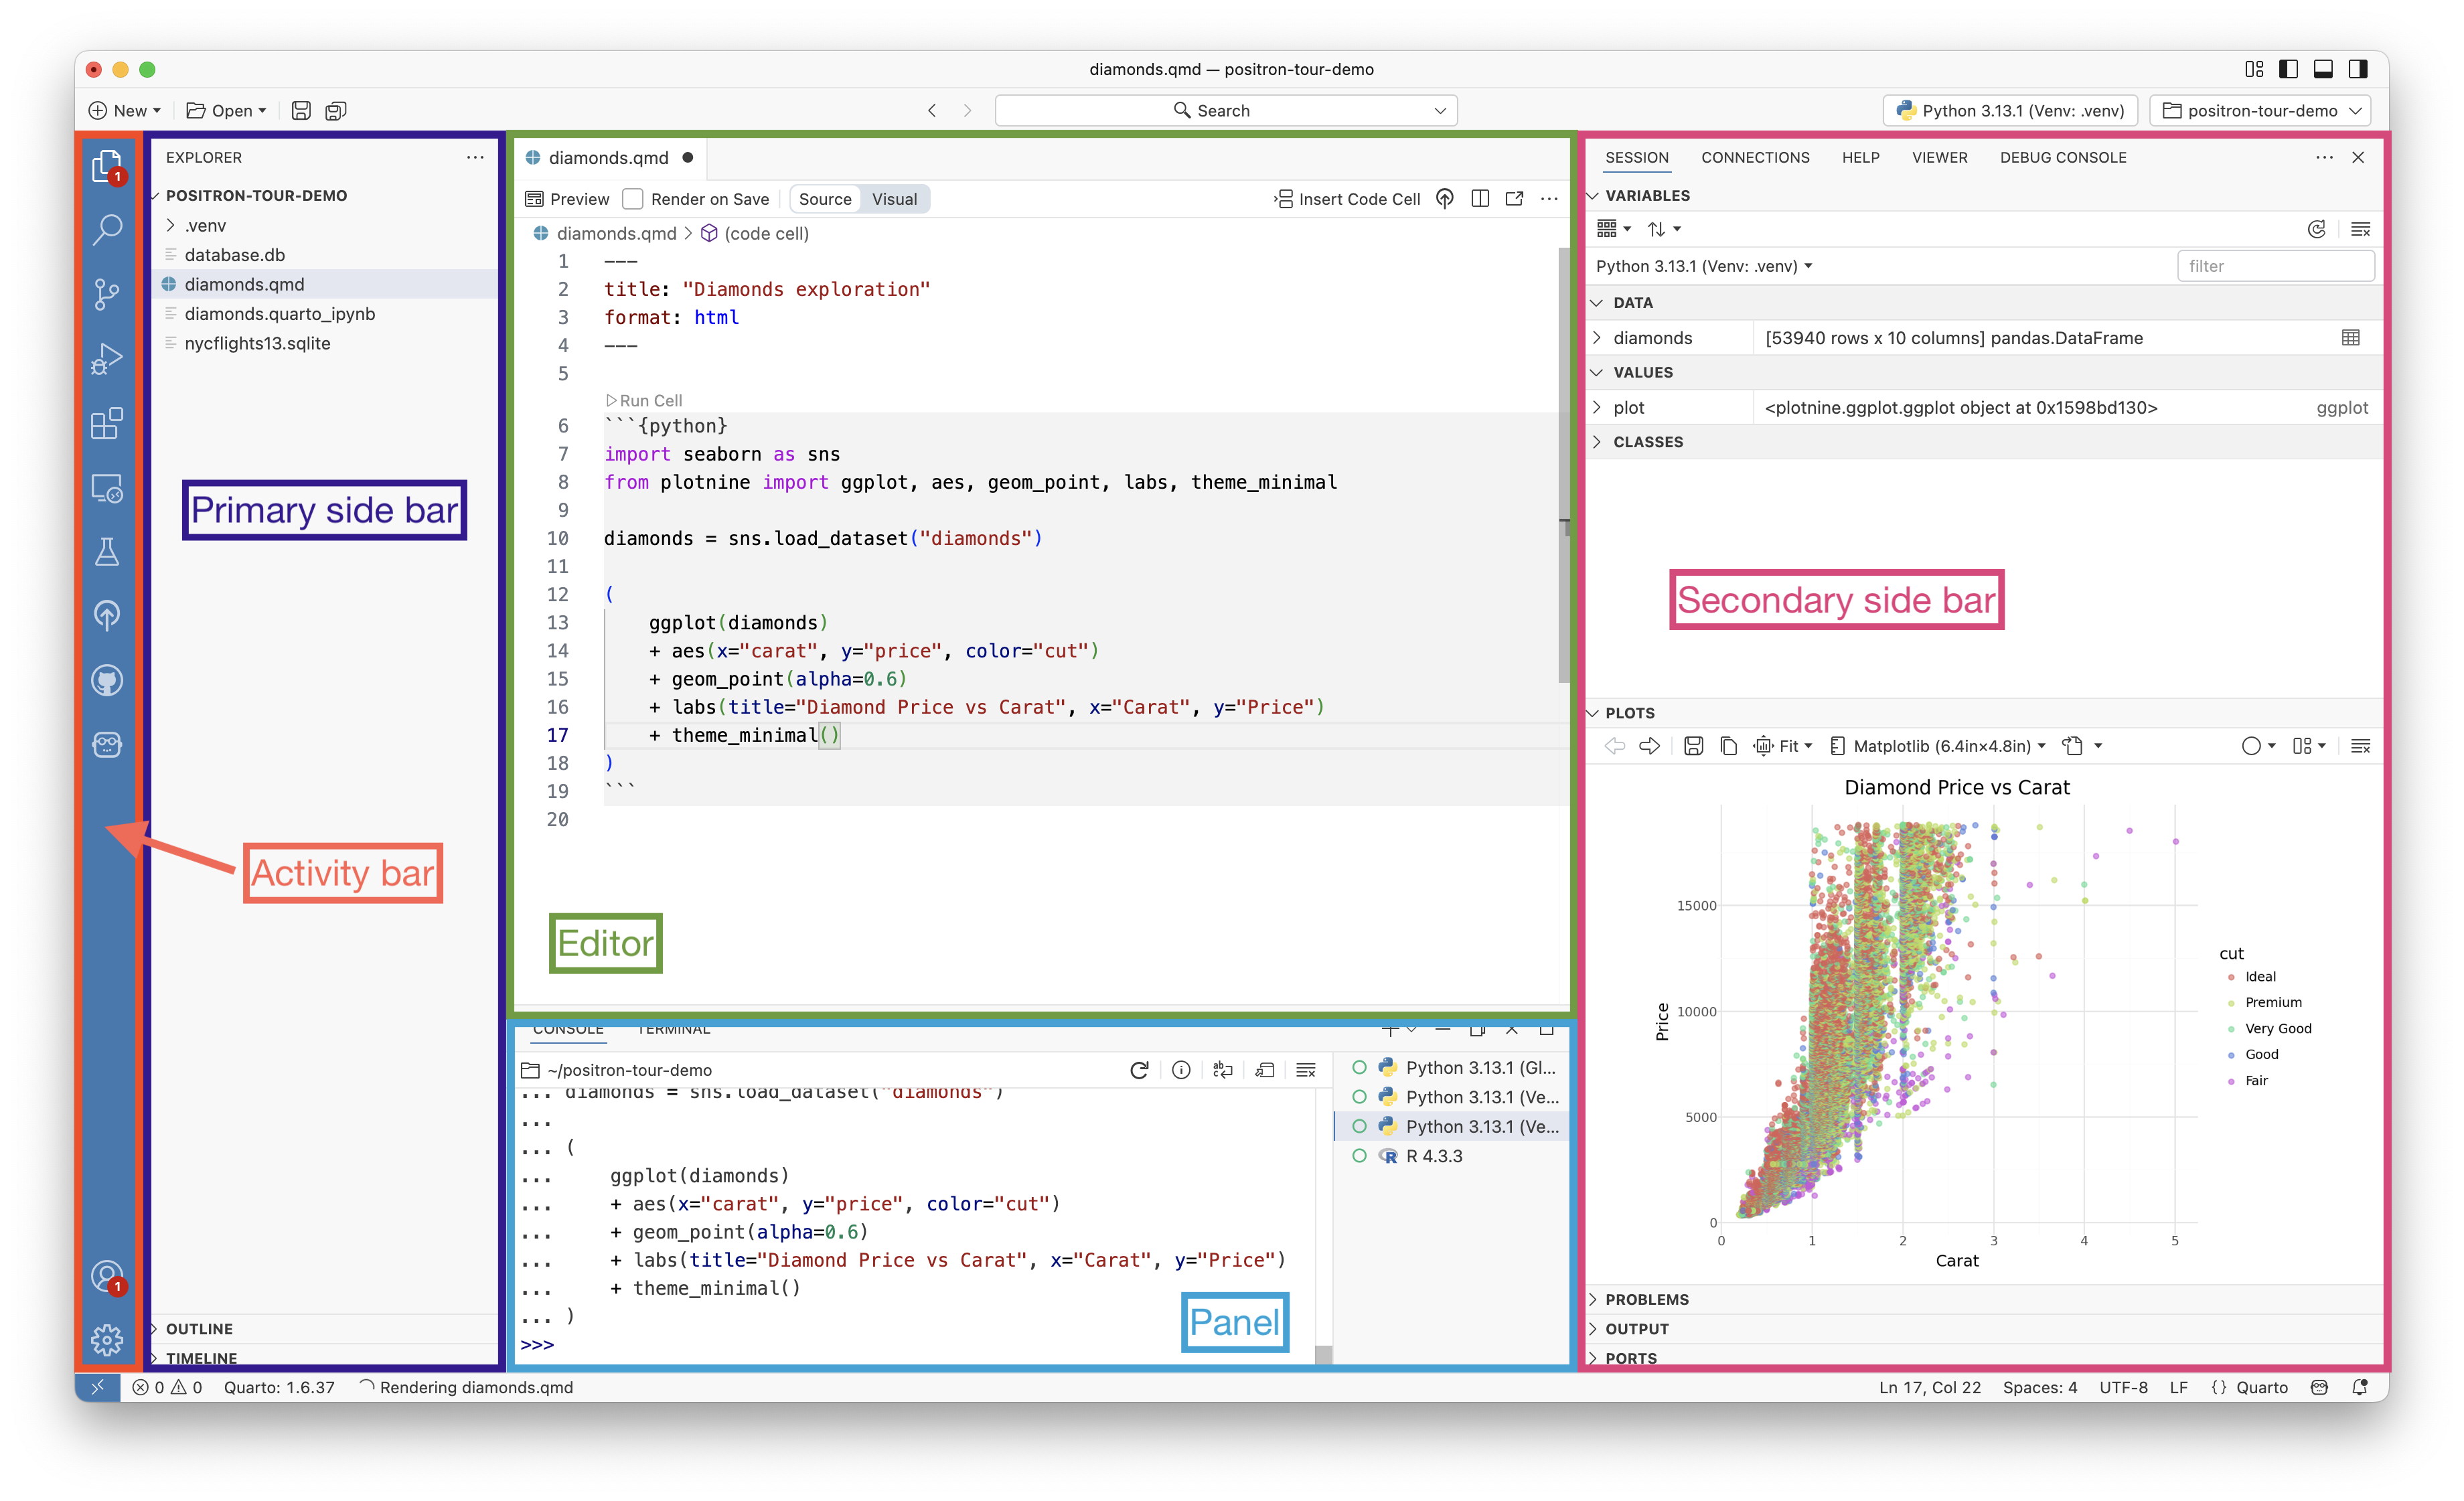 diamonds.qmd — positron-tour-demo
New Open Search Python 3.13.1 (Venv: .venv) positron-tour-demo
1
EXPLORER
POSITRON-TOUR-DEMO
.venv
database.db
diamonds.qmd
diamonds.quarto_ipynb
nycflights13.sqlite
Primary side bar
Activity bar
1
OUTLINE
TIMELINE
diamonds.qmd
Preview Render on Save Source Visual Insert Code Cell
diamonds.qmd (code cell)
1 ---
2 title: "Diamonds exploration"
3 format: html
4 ---
5
Run Cell
6 ```{python}
7 import seaborn as sns
8 from plotnine import ggplot, aes, geom_point, labs, theme_minimal
9
10 diamonds = sns.load_dataset("diamonds")
11
12 (
13 ggplot(diamonds)
14 + aes(x="carat", y="price", color="cut")
15 + geom_point(alpha=0.6)
16 + labs(title="Diamond Price vs Carat", x="Carat", y="Price")
17 + theme_minimal()
18 )
19 ```
20
Editor
CONSOLE TERMINAL
~/positron-tour-demo
... diamonds = sns.load_dataset("diamonds")
...
... (
... ggplot(diamonds)
... + aes(x="carat", y="price", color="cut")
... + geom_point(alpha=0.6)
... + labs(title="Diamond Price vs Carat", x="Carat", y="Price")
... + theme_minimal()
... )
>>>
Panel
Python 3.13.1 (Gl...
Python 3.13.1 (Ve...
Python 3.13.1 (Ve...
R 4.3.3
SESSION CONNECTIONS HELP VIEWER DEBUG CONSOLE
VARIABLES
Python 3.13.1 (Venv: .venv) filter
DATA
diamonds [53940 rows x 10 columns] pandas.DataFrame
VALUES
plot <plotnine.ggplot.ggplot object at 0x1598bd130> ggplot
CLASSES
Secondary side bar
PLOTS
Fit Matplotlib (6.4in×4.8in)
Diamond Price vs Carat
15000
10000
5000
0
Price
0 1 2 3 4 5
Carat
cut
Ideal
Premium
Very Good
Good
Fair
PROBLEMS
OUTPUT
PORTS
0 0 Quarto: 1.6.37 Rendering diamonds.qmd Ln 17, Col 22 Spaces: 4 UTF-8 LF {} Quarto